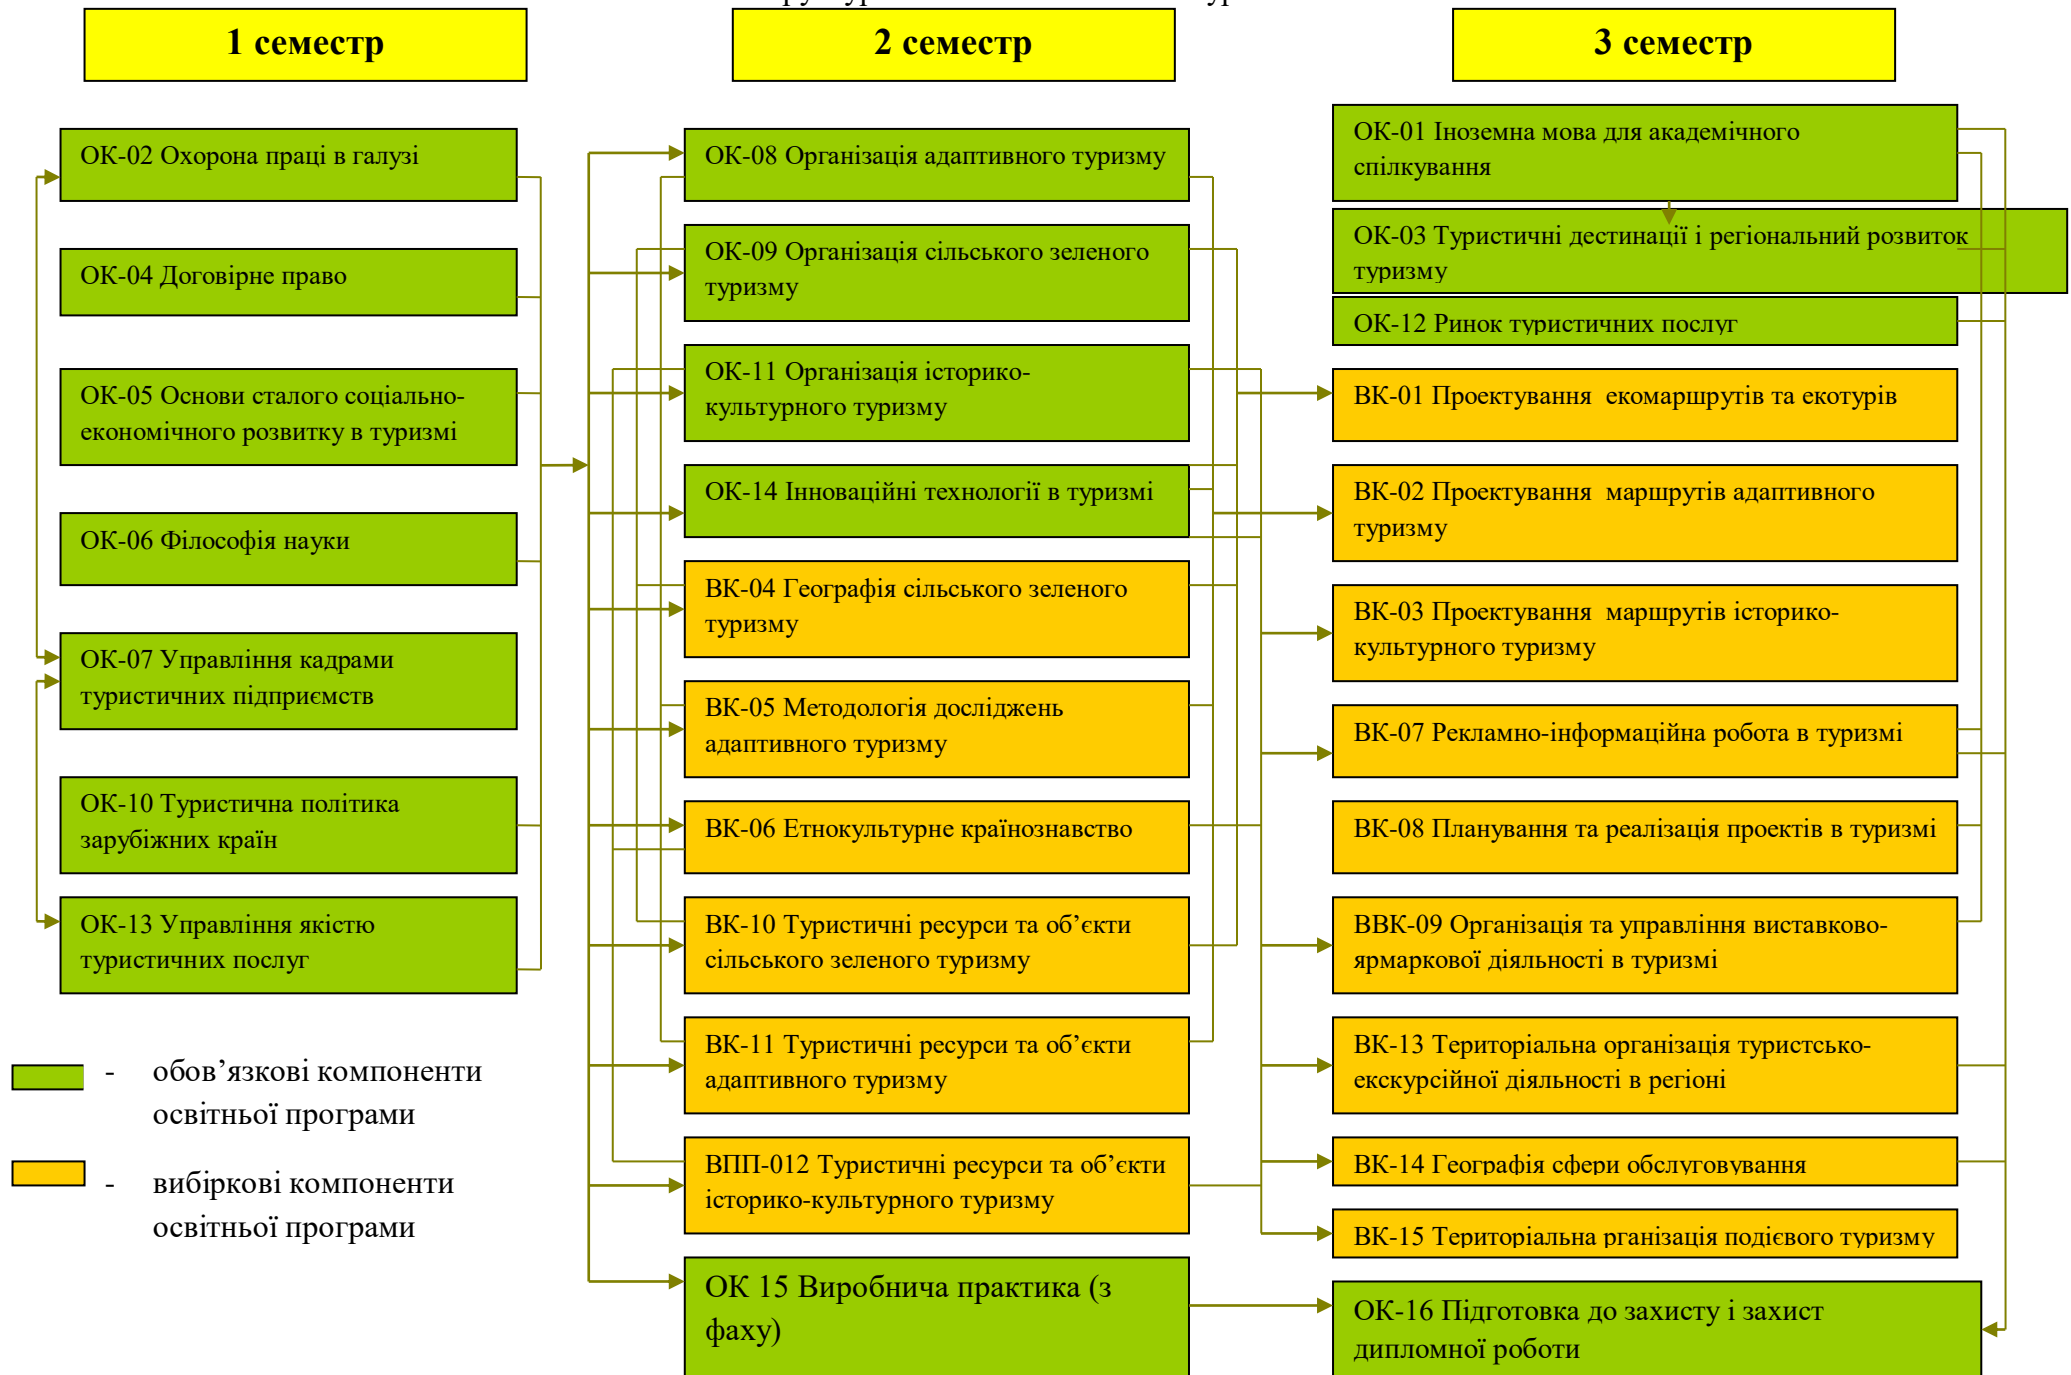 1 семестр
2 семестр
3 семестр
ОК-02 Охорона праці в галузі
ОК-04 Договірне право
ОК-05 Основи сталого соціально-
економічного розвитку в туризмі
ОК-06 Філософія науки
ОК-07 Управління кадрами
туристичних підприємств
ОК-10 Туристична політика
зарубіжних країн
ОК-13 Управління якістю
туристичних послуг
- обов’язкові компоненти
освітньої програми
- вибіркові компоненти
освітньої програми
ОК-08 Організація адаптивного туризму
ОК-09 Організація сільського зеленого
туризму
ОК-11 Організація історико-
культурного туризму
ОК-14 Інноваційні технології в туризмі
ВК-04 Географія сільського зеленого
туризму
ВК-05 Методологія досліджень
адаптивного туризму
ВК-06 Етнокультурне країнознавство
ВК-10 Туристичні ресурси та об’єкти
сільського зеленого туризму
ВК-11 Туристичні ресурси та об’єкти
адаптивного туризму
ВПП-012 Туристичні ресурси та об’єкти
історико-культурного туризму
ОК 15 Виробнича практика (з
фаху)
ОК-01 Іноземна мова для академічного
спілкування
ОК-03 Туристичні дестинації і регіональний розвиток
туризму
ОК-12 Ринок туристичних послуг
ВК-01 Проектування екомаршрутів та екотурів
ВК-02 Проектування маршрутів адаптивного
туризму
ВК-03 Проектування маршрутів історико-
культурного туризму
ВК-07 Рекламно-інформаційна робота в туризмі
ВК-08 Планування та реалізація проектів в туризмі
ВВК-09 Організація та управління виставково-
ярмаркової діяльності в туризмі
ВК-13 Територіальна організація туристсько-
екскурсійної діяльності в регіоні
ВК-14 Географія сфери обслуговування
ВК-15 Територіальна рганізація подієвого туризму
ОК-16 Підготовка до захисту і захист
дипломної роботи